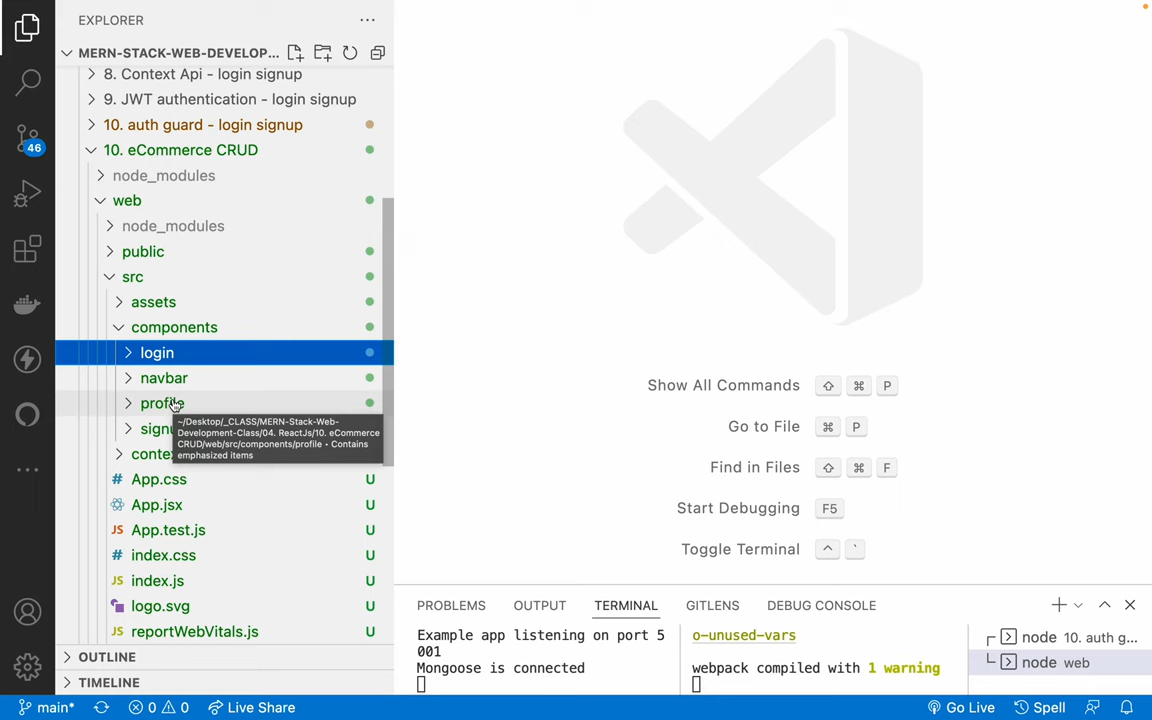 EXPLORER
MERN-STACK-WEB-DEVELOP...
8. Context Api - login signup
9. JWT authentication - login signup
10. auth guard - login signup
10. eCommerce CRUD
node_modules
web
node_modules
public
src
assets
components
login
navbar
profile
signu
~/Desktop/_CLASS/MERN-Stack-Web-
Development-Class/04. ReactJs/10. eCommerce
CRUD/web/src/components/profile • Contains
emphasized items
conte
# App.css U
App.jsx U
JS App.test.js U
# index.css U
JS index.js U
logo.svg U
JS reportWebVitals.js U
OUTLINE
TIMELINE
46
Show All Commands ⇧ ⌘ P
Go to File ⌘ P
Find in Files ⇧ ⌘ F
Start Debugging F5
Toggle Terminal ^ `
PROBLEMS OUTPUT TERMINAL GITLENS DEBUG CONSOLE
Example app listening on port 5
001
Mongoose is connected
o-unused-vars
webpack compiled with 1 warning
node 10. auth g...
node web
main* 0 0 Live Share Go Live Spell